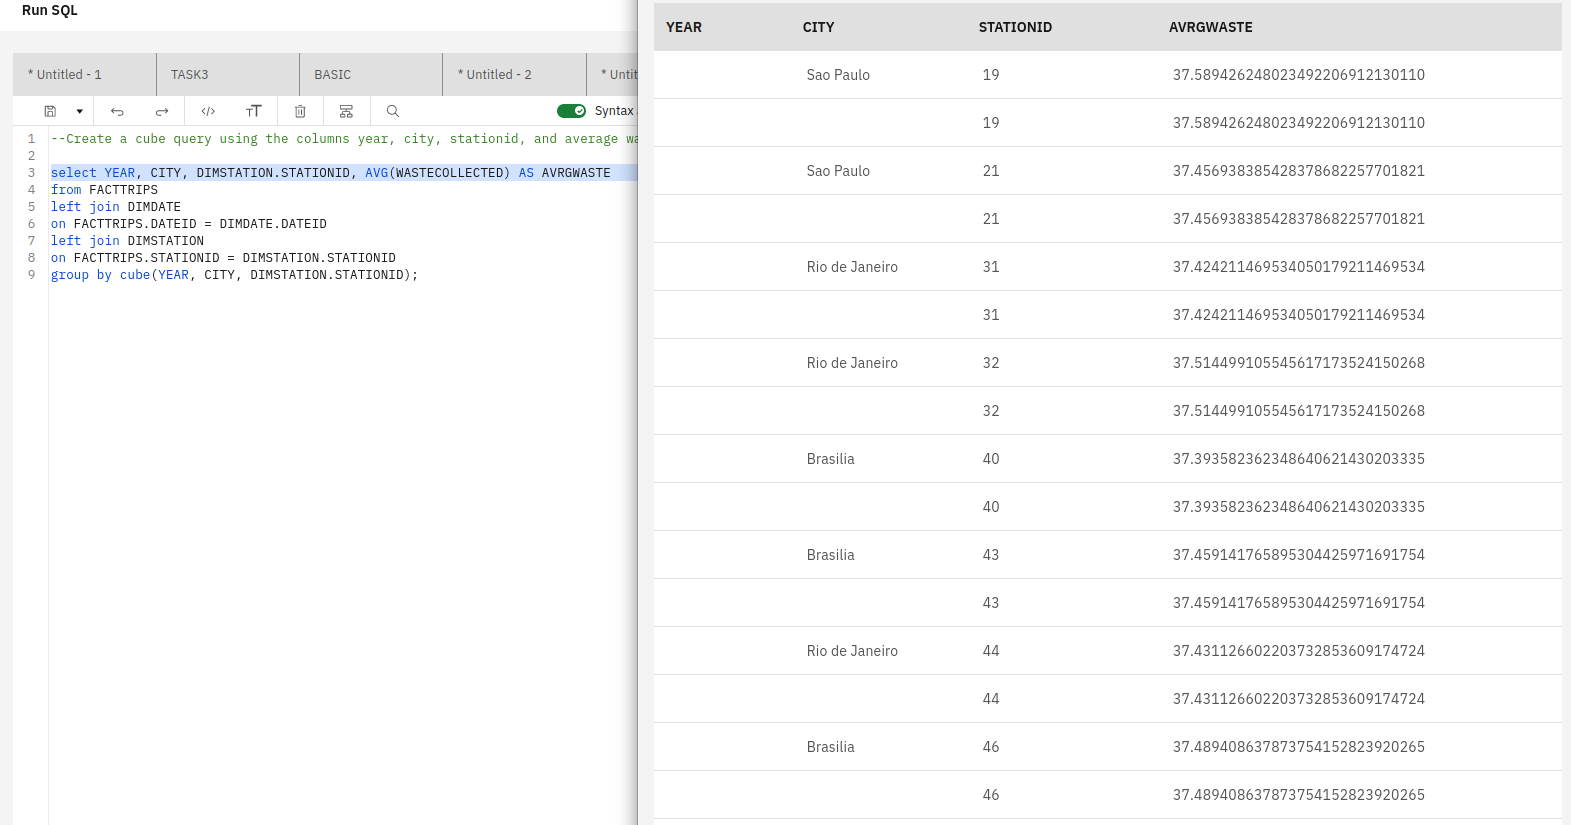 Run SQL
* Untitled - 1 TASK3 BASIC * Untitled - 2 * Untit
</> TT Syntax
1 --Create a cube query using the columns year, city, stationid, and average wa
2
3 select YEAR, CITY, DIMSTATION.STATIONID, AVG(WASTECOLLECTED) AS AVRGWASTE
4 from FACTTRIPS
5 left join DIMDATE
6 on FACTTRIPS.DATEID = DIMDATE.DATEID
7 left join DIMSTATION
8 on FACTTRIPS.STATIONID = DIMSTATION.STATIONID
9 group by cube(YEAR, CITY, DIMSTATION.STATIONID);
YEAR CITY STATIONID AVRGWASTE
Sao Paulo 19 37.589426248023492206912130110
19 37.589426248023492206912130110
Sao Paulo 21 37.456938385428378682257701821
21 37.456938385428378682257701821
Rio de Janeiro 31 37.424211469534050179211469534
31 37.424211469534050179211469534
Rio de Janeiro 32 37.514499105545617173524150268
32 37.514499105545617173524150268
Brasilia 40 37.393582362348640621430203335
40 37.393582362348640621430203335
Brasilia 43 37.459141765895304425971691754
43 37.459141765895304425971691754
Rio de Janeiro 44 37.431126602203732853609174724
44 37.431126602203732853609174724
Brasilia 46 37.489408637873754152823920265
46 37.489408637873754152823920265